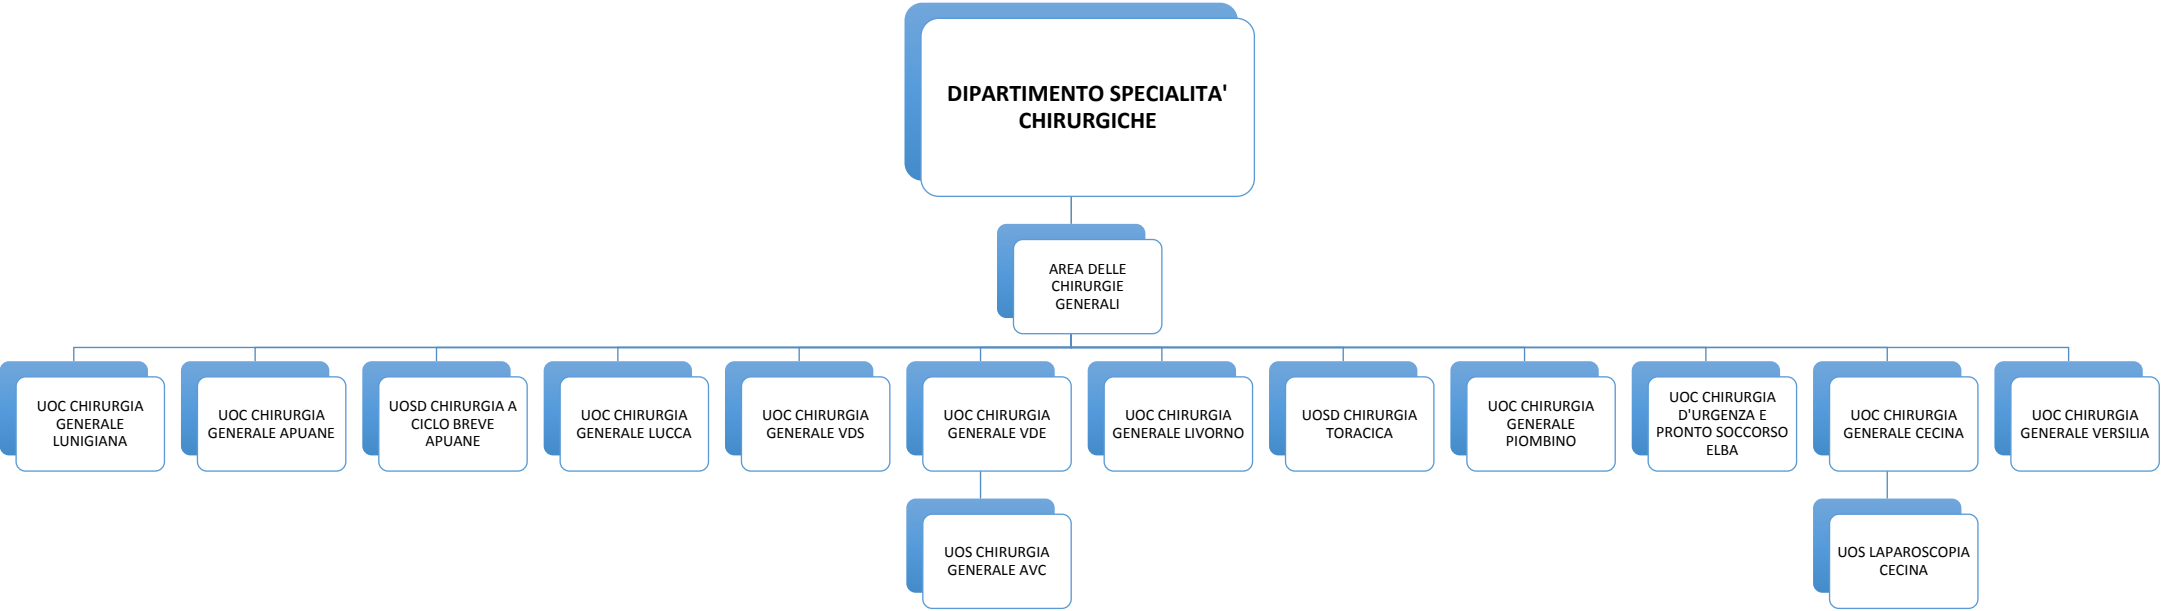 DIPARTIMENTO SPECIALITA'
CHIRURGICHE
AREA DELLE
CHIRURGIE
GENERALI
UOC CHIRURGIA
GENERALE
LUNIGIANA
UOC CHIRURGIA
GENERALE APUANE
UOSD CHIRURGIA A
CICLO BREVE
APUANE
UOC CHIRURGIA
GENERALE LUCCA
UOC CHIRURGIA
GENERALE VDS
UOC CHIRURGIA
GENERALE VDE
UOC CHIRURGIA
GENERALE LIVORNO
UOSD CHIRURGIA
TORACICA
UOC CHIRURGIA
GENERALE
PIOMBINO
UOC CHIRURGIA
D'URGENZA E
PRONTO SOCCORSO
ELBA
UOC CHIRURGIA
GENERALE CECINA
UOC CHIRURGIA
GENERALE VERSILIA
UOS CHIRURGIA
GENERALE AVC
UOS LAPAROSCOPIA
CECINA